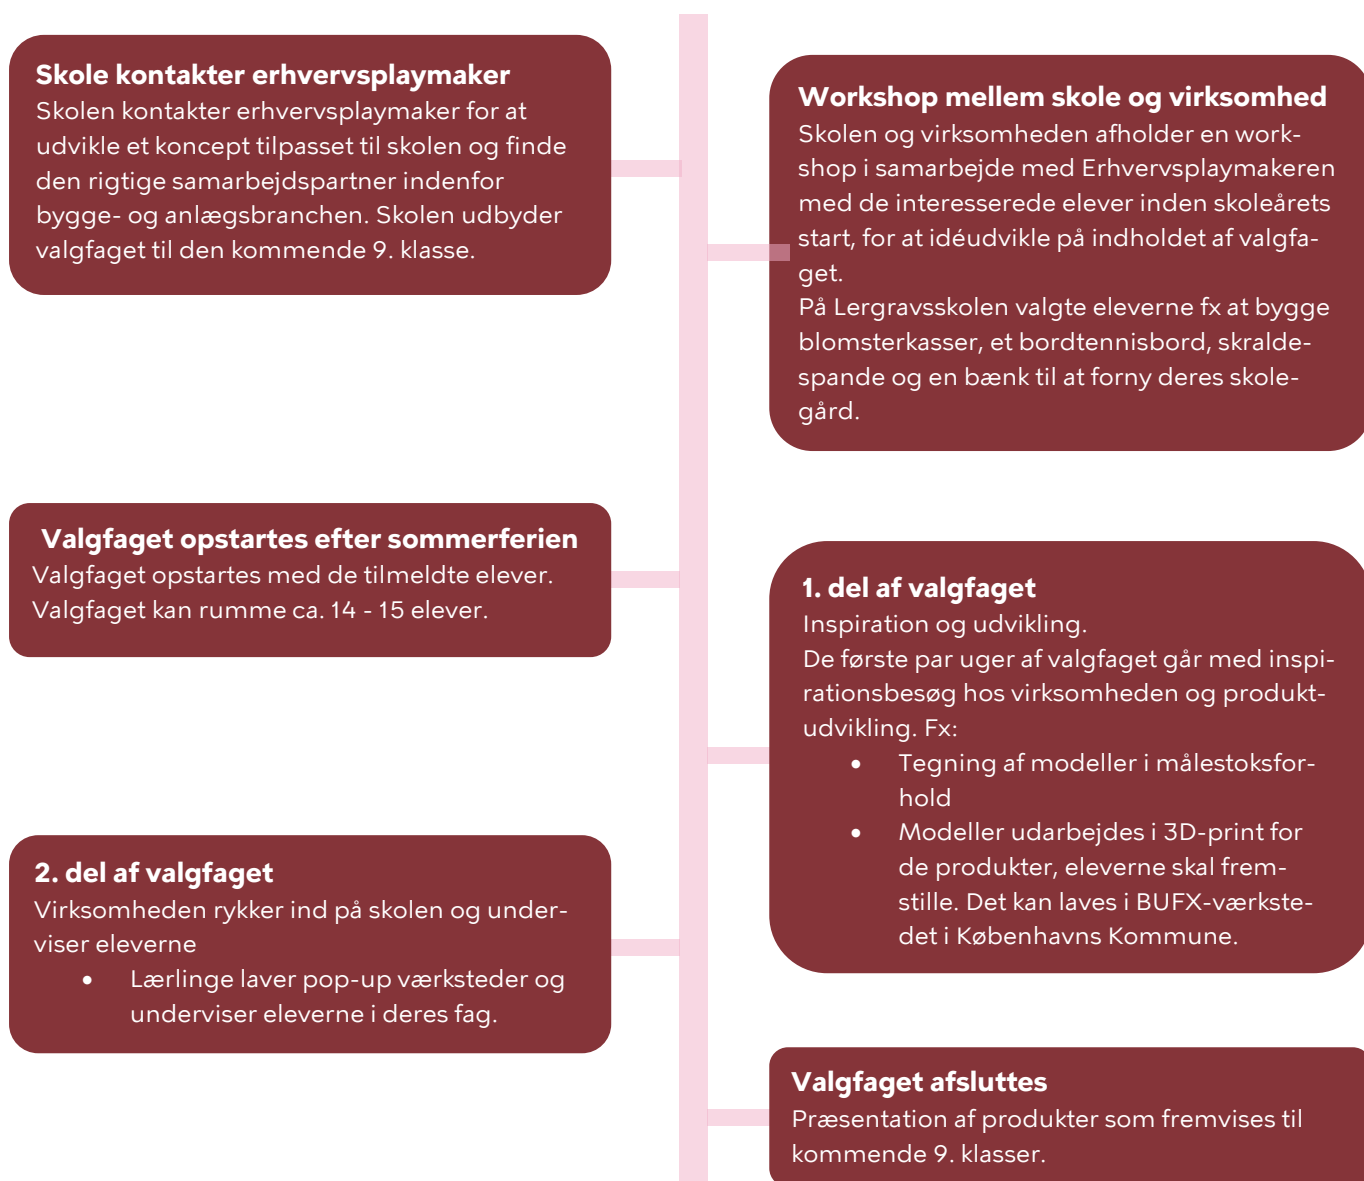 Skole kontakter erhvervsplaymaker
Skolen kontakter erhvervsplaymaker for at
udvikle et koncept tilpasset til skolen og finde
den rigtige samarbejdspartner indenfor
bygge- og anlægsbranchen. Skolen udbyder
valgfaget til den kommende 9. klasse.
Workshop mellem skole og virksomhed
Skolen og virksomheden afholder en work-
shop i samarbejde med Erhvervsplaymakeren
med de interesserede elever inden skoleårets
start, for at idéudvikle på indholdet af valgfa-
get.
På Lergravsskolen valgte eleverne fx at bygge
blomsterkasser, et bordtennisbord, skralde-
spande og en bænk til at forny deres skole-
gård.
Valgfaget opstartes efter sommerferien
Valgfaget opstartes med de tilmeldte elever.
Valgfaget kan rumme ca. 14 - 15 elever.
1. del af valgfaget
Inspiration og udvikling.
De første par uger af valgfaget går med inspi-
rationsbesøg hos virksomheden og produkt-
udvikling. Fx:
• Tegning af modeller i målestoksfor-
hold
• Modeller udarbejdes i 3D-print for
de produkter, eleverne skal frem-
stille. Det kan laves i BUFX-værkste-
det i Københavns Kommune.
2. del af valgfaget
Virksomheden rykker ind på skolen og under-
viser eleverne
• Lærlinge laver pop-up værksteder og
underviser eleverne i deres fag.
Valgfaget afsluttes
Præsentation af produkter som fremvises til
kommende 9. klasser.